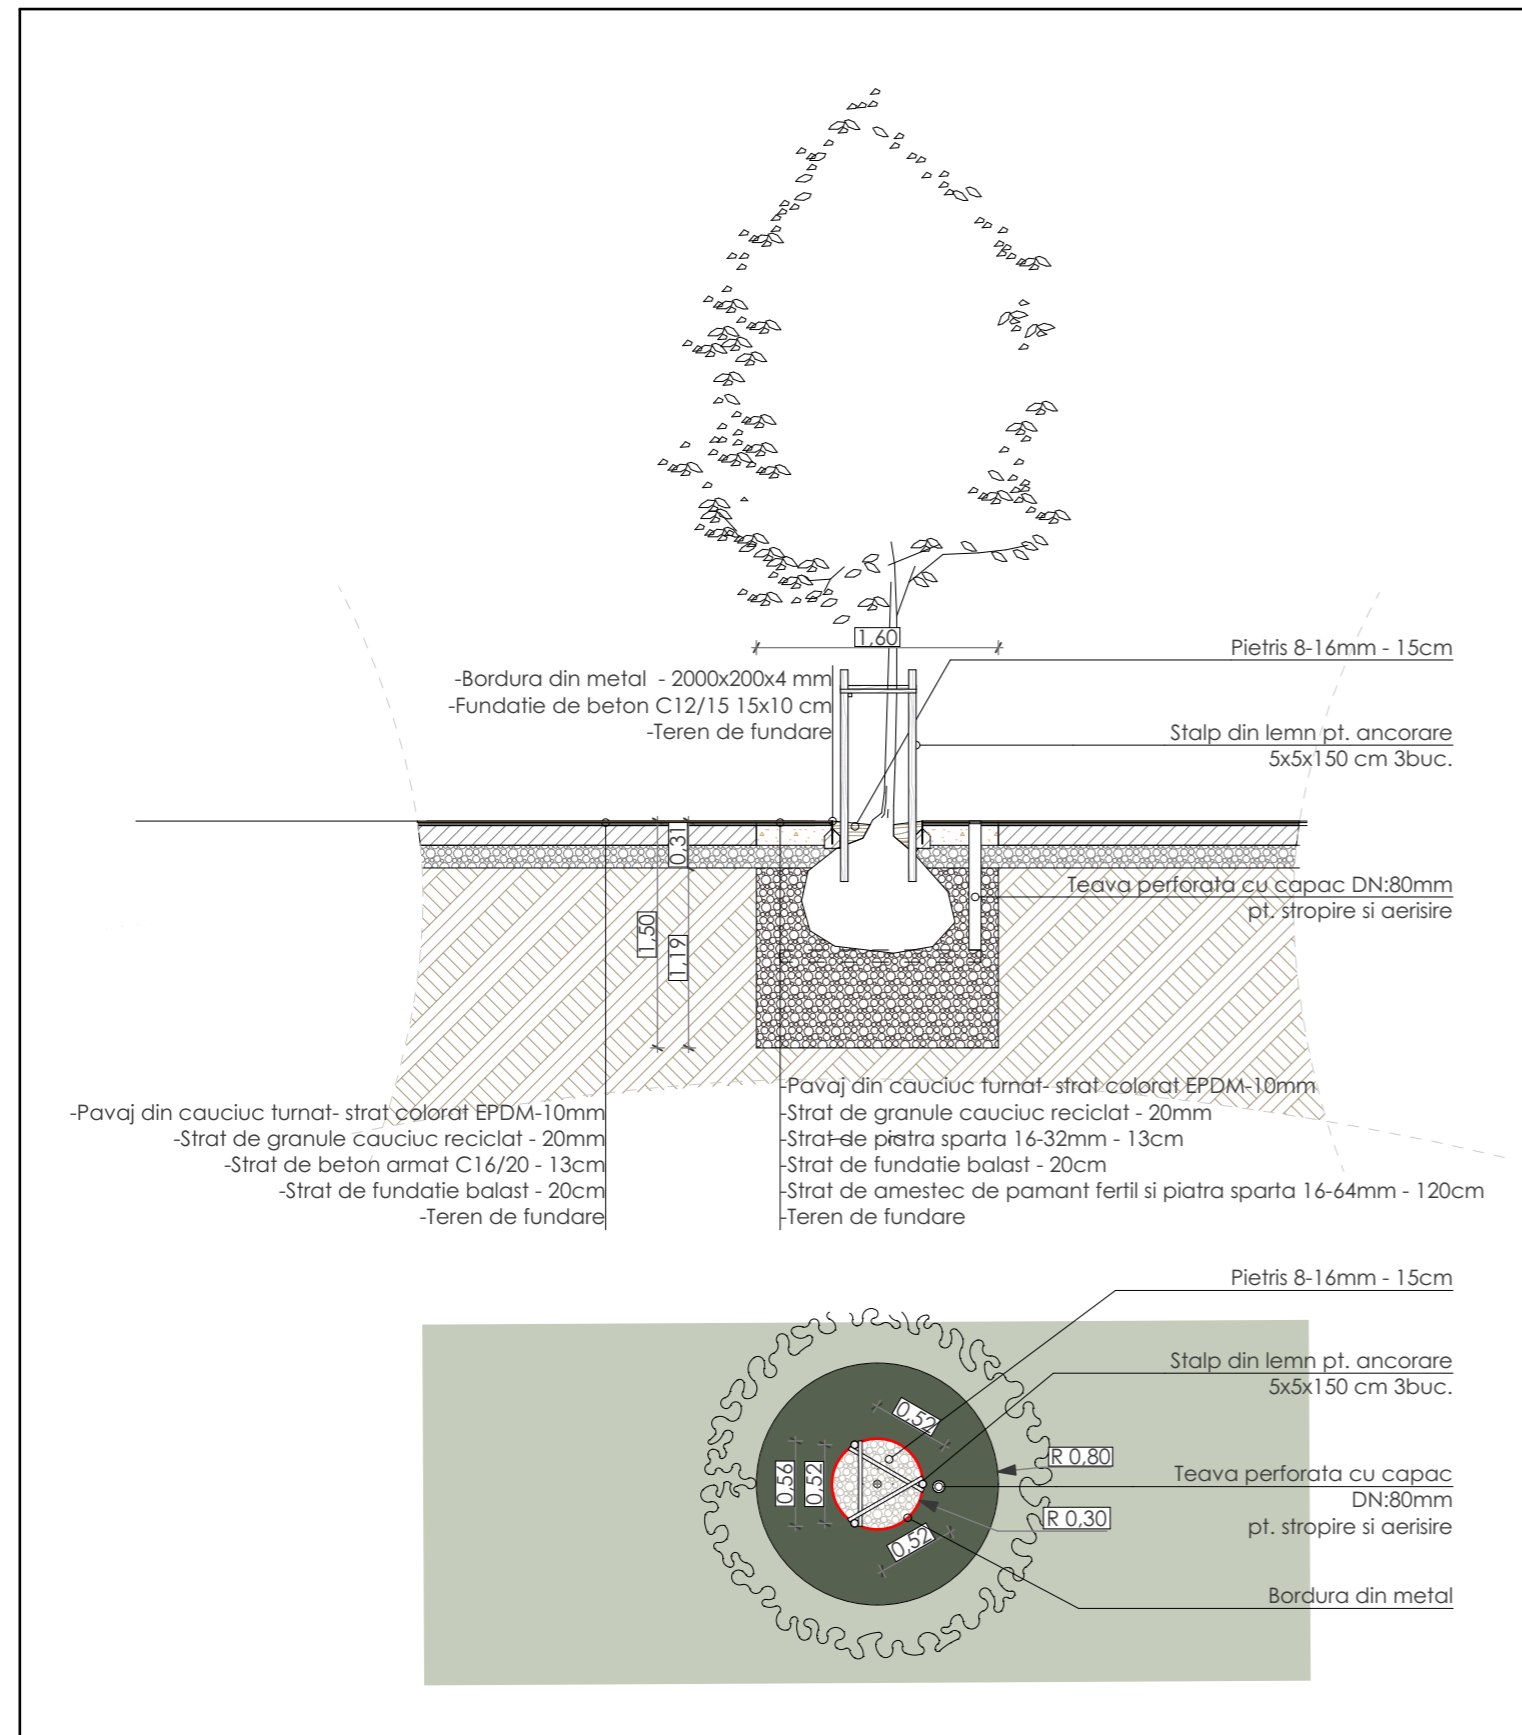 1,60
Pietris 8-16mm - 15cm
-Bordura din metal - 2000x200x4 mm
-Fundatie de beton C12/15 15x10 cm
-Teren de fundare
Stalp din lemn pt. ancorare
5x5x150 cm 3buc.
0,31
1,50
1,19
Teava perforata cu capac DN:80mm
pt. stropire si aerisire
-Pavaj din cauciuc turnat- strat colorat EPDM-10mm
-Strat de granule cauciuc reciclat - 20mm
-Strat de beton armat C16/20 - 13cm
-Strat de fundatie balast - 20cm
-Teren de fundare
-Pavaj din cauciuc turnat- strat colorat EPDM-10mm
-Strat de granule cauciuc reciclat - 20mm
-Strat de piatra sparta 16-32mm - 13cm
-Strat de fundatie balast - 20cm
-Strat de amestec de pamant fertil si piatra sparta 16-64mm - 120cm
-Teren de fundare
Pietris 8-16mm - 15cm
Stalp din lemn pt. ancorare
5x5x150 cm 3buc.
0,52
0,56
0,52
R 0,80
Teava perforata cu capac
DN:80mm
pt. stropire si aerisire
R 0,30
0,52
Bordura din metal